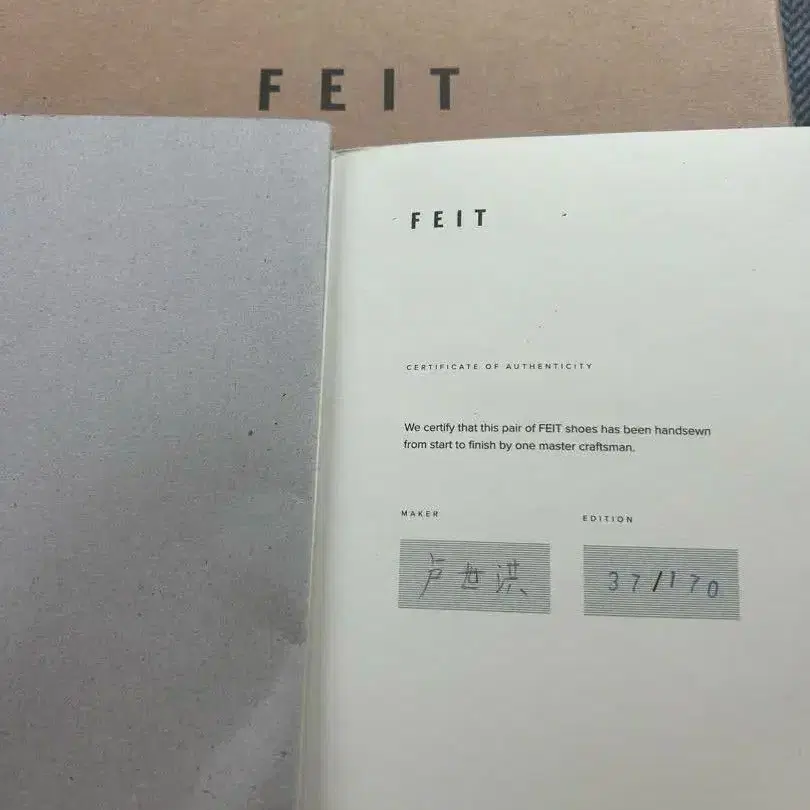 FEIT
FEIT
CERTIFICATE OF AUTHENTICITY
We certify that this pair of FEIT shoes has been handsewn
from start to finish by one master craftsman.
MAKER
EDITION
卢世洪
37/170